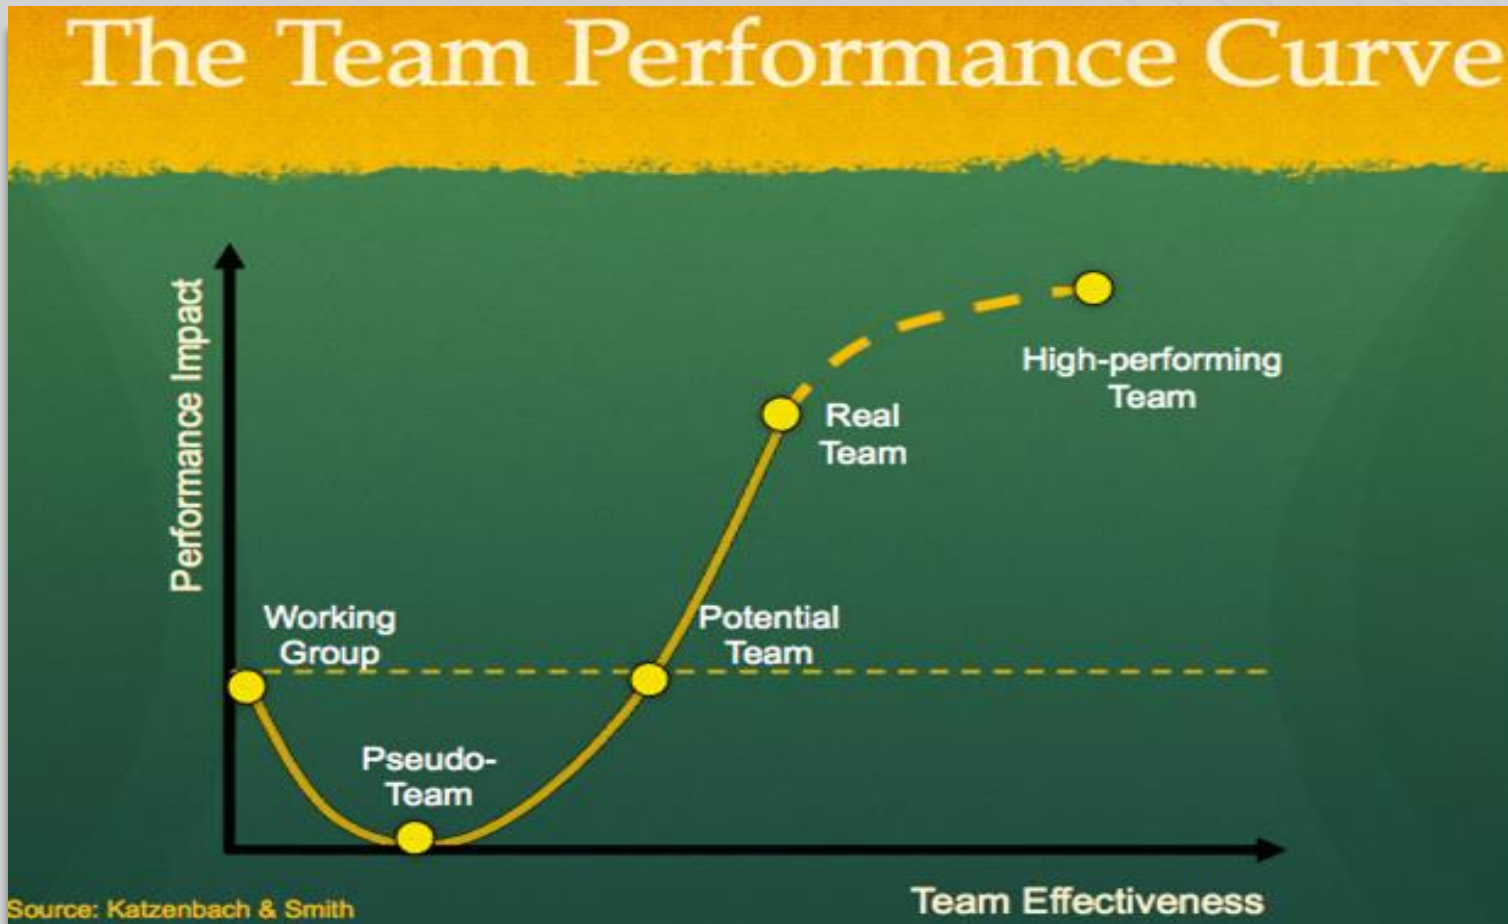 The Team Performance Curve
Performance Impact
High-performing
Team
Real
Team
Working
Group
Potential
Team
Pseudo-
Team
Team Effectiveness
Source: Katzenbach & Smith